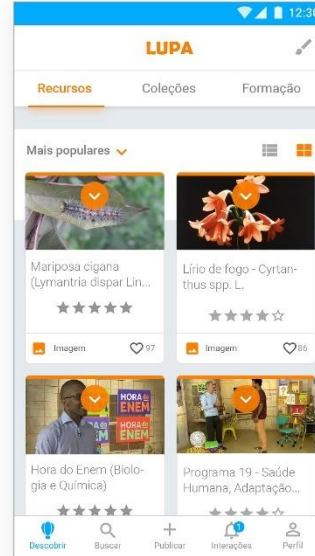 12:30
LUPA
Recursos Coleções Formação
Mais populares
Mariposa cigana
(Lymantria dispar Lin...
Lírio de fogo - Cyrtan-
thus spp. L.
Imagem 97
Imagem 86
HORA do
ENEM
HORA
ENEM
Hora do Enem (Biolo-
gia e Química)
Programa 19 - Saúde
Humana, Adaptação...
Descobrir Buscar Publicar Interações Perfil